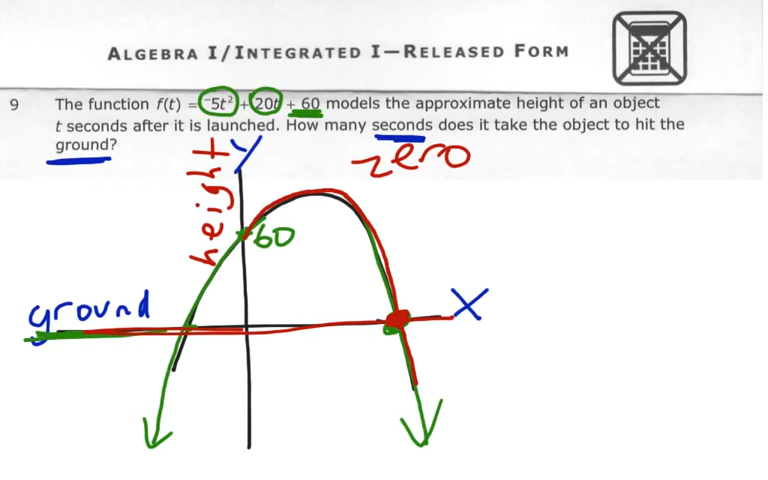 ALGEBRA I/INTEGRATED I—RELEASED FORM
9 The function f(t) = ⁻5t² + 20t + 60 models the approximate height of an object
t seconds after it is launched. How many seconds does it take the object to hit the
ground?
y
zero
height
60
ground
X